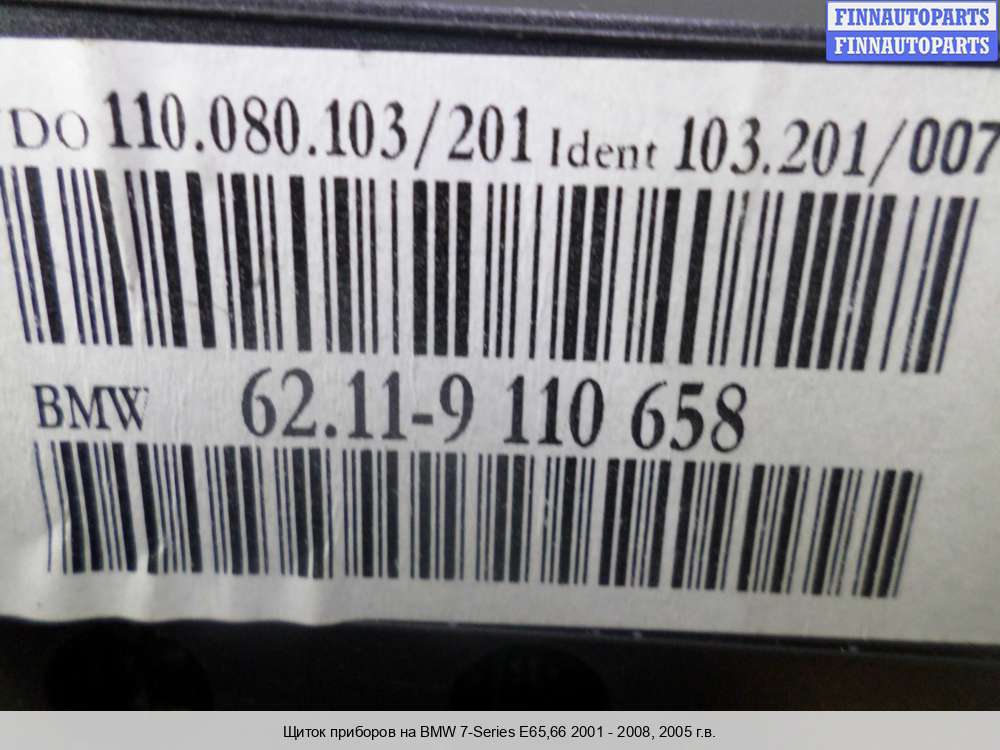 FINNAUTOPARTS
FINNAUTOPARTS
DO 110.080.103/201 Ident 103.201/007
BMW 62.11-9 110 658
Щиток приборов на BMW 7-Series E65,66 2001 - 2008, 2005 г.в.